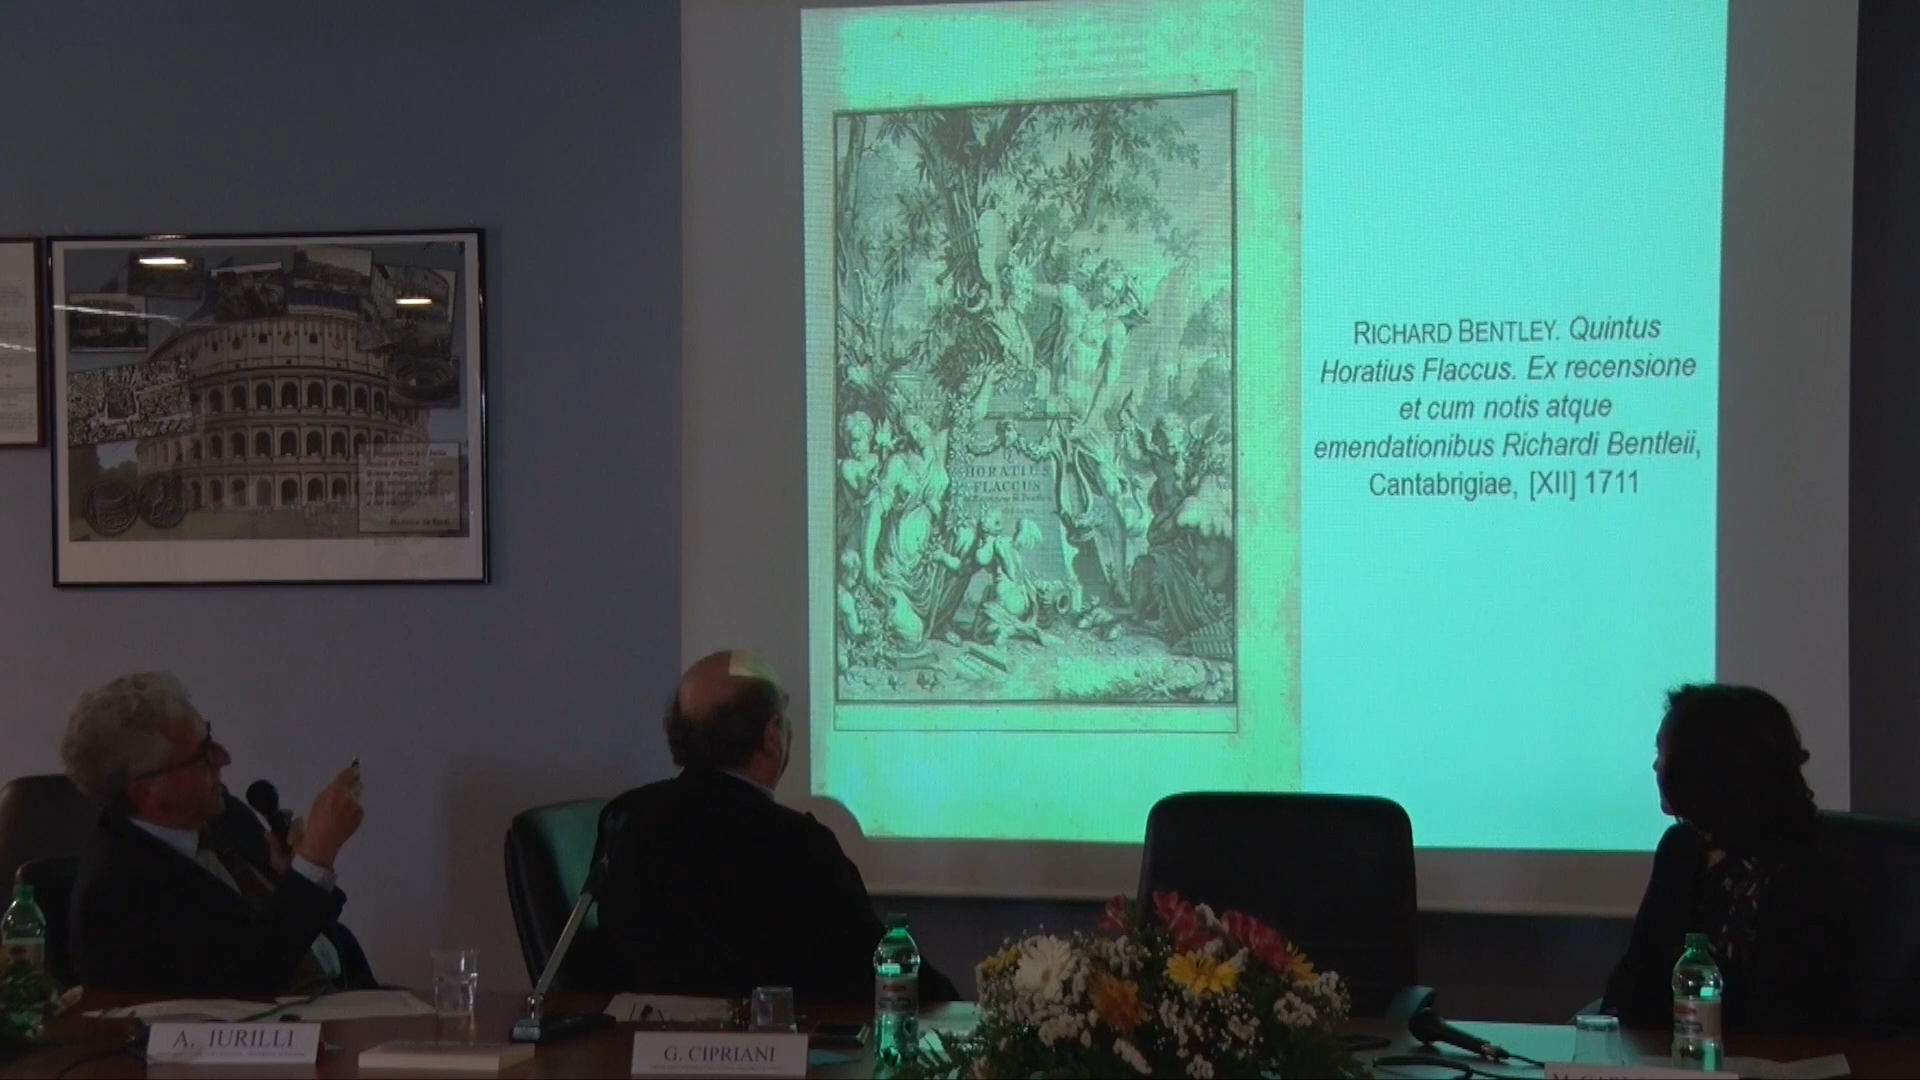 RICHARD BENTLEY. Quintus
Horatius Flaccus. Ex recensione
et cum notis atque
emendationibus Richardi Bentleii,
Cantabrigiae, [XII] 1711
HORATIUS
FLACCUS
A. IURILLI
G. CIPRIANI